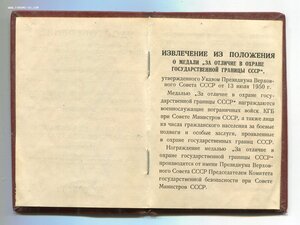 ИЗВЛЕЧЕНИЕ ИЗ ПОЛОЖЕНИЯ
О МЕДАЛИ „ЗА ОТЛИЧИЕ В ОХРАНЕ
ГОСУДАРСТВЕННОЙ ГРАНИЦЫ СССР",
утвержденного Указом Президиума Верхов-
ного Совета СССР от 13 июля 1950 г.
Медалью „За отличие в охране госу-
дарственной границы СССР" награждаются
военнослужащие пограничных войск КГБ
при Совете Министров СССР, а также лица
из числа гражданского населения за боевые
подвиги и особые заслуги, проявленные
в охране государственных границ СССР.
Награждение медалью „За отличие в
охране государственной границы СССР"
производится от имени Президиума Верхов-
ного Совета СССР Председателем Комитета
государственной безопасности при Совете
Министров СССР.